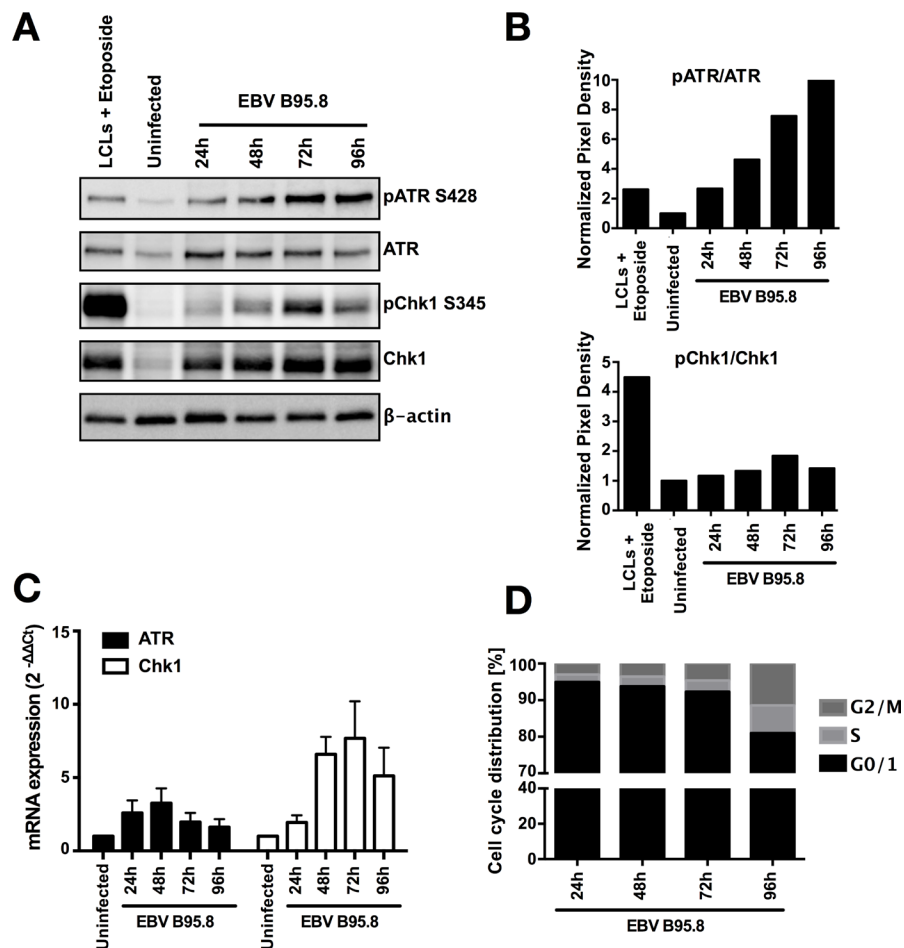 A
LCLs + Etoposide
Uninfected
EBV B95.8
24h
48h
72h
96h
pATR S428
ATR
pChk1 S345
Chk1
β-actin
B
pATR/ATR
Normalized Pixel Density
10
8
6
4
2
0
LCLs +
Etoposide
Uninfected
24h
48h
72h
96h
EBV B95.8
pChk1/Chk1
Normalized Pixel Density
5
4
3
2
1
0
LCLs +
Etoposide
Uninfected
24h
48h
72h
96h
EBV B95.8
C
mRNA expression (2 -ΔΔCt)
15
10
5
0
ATR
Chk1
Uninfected
24h
48h
72h
96h
EBV B95.8
Uninfected
24h
48h
72h
96h
EBV B95.8
D
Cell cycle distribution [%]
100
90
80
70
40
20
0
G2/M
S
G0/1
24h
48h
72h
96h
EBV B95.8